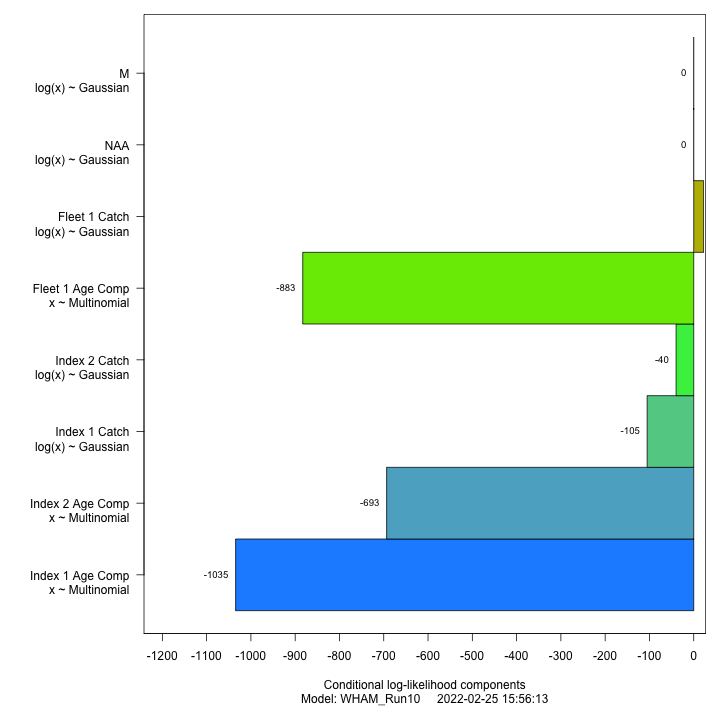 M
log(x) ~ Gaussian
0
NAA
log(x) ~ Gaussian
0
Fleet 1 Catch
log(x) ~ Gaussian
Fleet 1 Age Comp
x ~ Multinomial
-883
Index 2 Catch
log(x) ~ Gaussian
-40
Index 1 Catch
log(x) ~ Gaussian
-105
Index 2 Age Comp
x ~ Multinomial
-693
Index 1 Age Comp
x ~ Multinomial
-1035
-1200 -1100 -1000 -900 -800 -700 -600 -500 -400 -300 -200 -100 0
Conditional log-likelihood components
Model: WHAM_Run10 2022-02-25 15:56:13